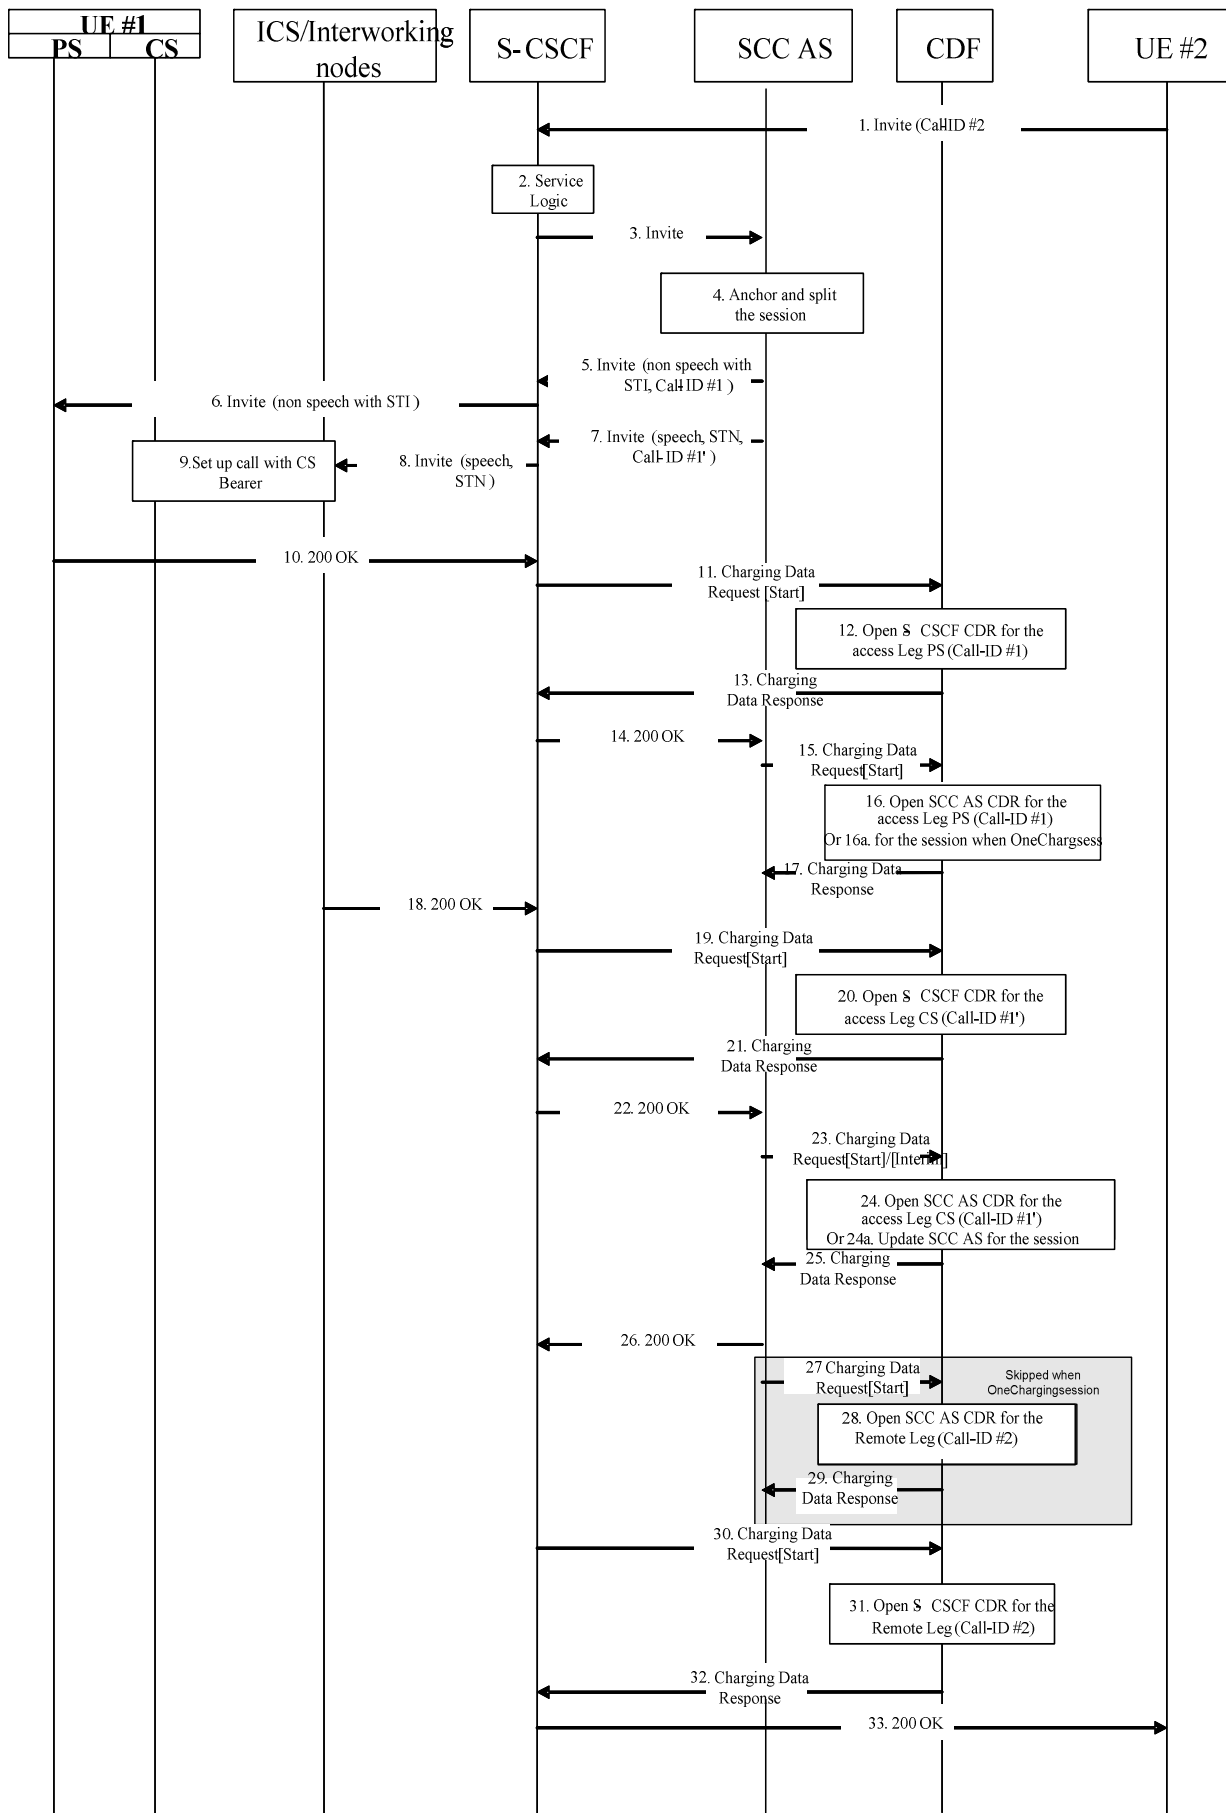 UE #1
PS
CS
ICS/Interworking
nodes
S-CSCF
SCC AS
CDF
UE #2
1. Invite (Call-ID #2
2. Service
Logic
3. Invite
4. Anchor and split
the session
5. Invite (non speech with
STI, Call-ID #1 )
6. Invite (non speech with STI )
7. Invite (speech, STN,
Call-ID #1' )
8. Invite (speech,
STN )
9.Set up call with CS
Bearer
10. 200 OK
11. Charging Data
Request [Start]
12. Open S CSCF CDR for the
access Leg PS (Call-ID #1)
13. Charging
Data Response
14. 200 OK
15. Charging Data
Request[Start]
16. Open SCC AS CDR for the
access Leg PS (Call-ID #1)
Or 16a. for the session when OneChargsess
17. Charging Data
Response
18. 200 OK
19. Charging Data
Request[Start]
20. Open S CSCF CDR for the
access Leg CS (Call-ID #1')
21. Charging
Data Response
22. 200 OK
23. Charging Data
Request[Start]/[Interim]
24. Open SCC AS CDR for the
access Leg CS (Call-ID #1')
Or 24a. Update SCC AS for the session
25. Charging
Data Response
26. 200 OK
27 Charging Data
Request[Start]
Skipped when
OneChargingsession
28. Open SCC AS CDR for the
Remote Leg (Call-ID #2)
29. Charging
Data Response
30. Charging Data
Request[Start]
31. Open S CSCF CDR for the
Remote Leg (Call-ID #2)
32. Charging Data
Response
33. 200 OK